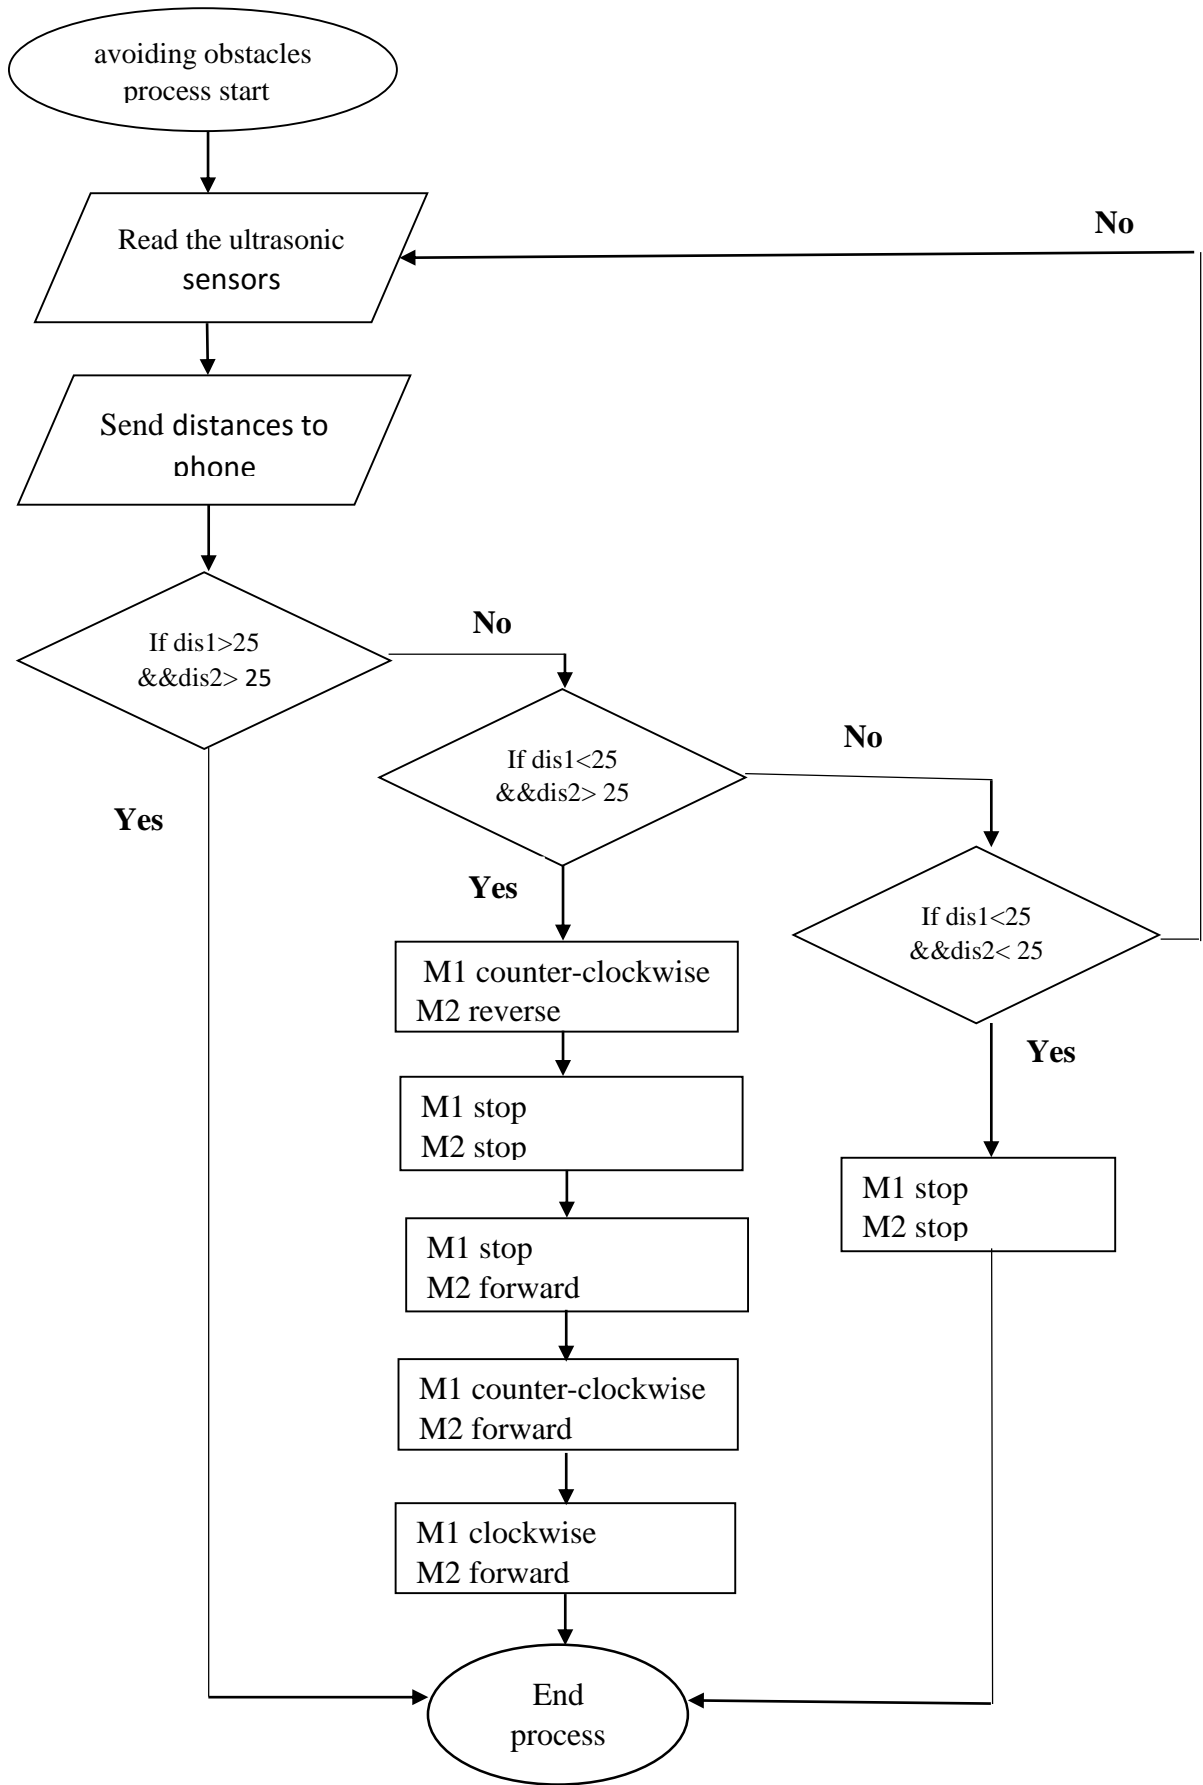 avoiding obstacles
process start
No
Read the ultrasonic
sensors
Send distances to
phone
If dis1>25
&&dis2> 25
No
Yes
If dis1<25
&&dis2> 25
No
Yes
If dis1<25
&&dis2< 25
Yes
M1 counter-clockwise
M2 reverse
M1 stop
M2 stop
M1 stop
M2 stop
M1 stop
M2 forward
M1 counter-clockwise
M2 forward
M1 clockwise
M2 forward
End
process